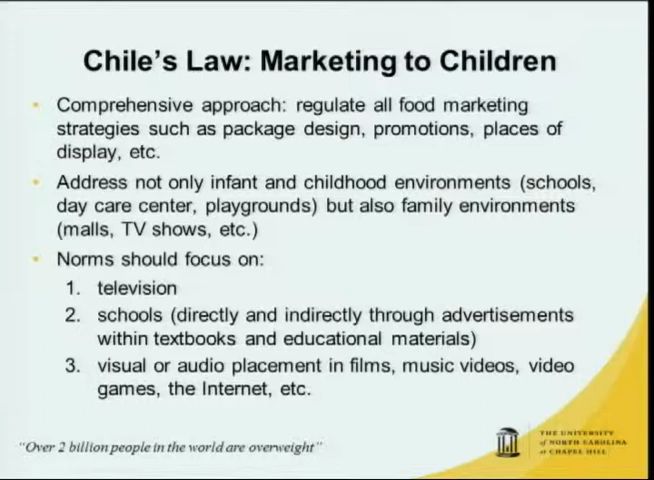 Chile's Law: Marketing to Children
• Comprehensive approach: regulate all food marketing
strategies such as package design, promotions, places of
display, etc.
• Address not only infant and childhood environments (schools,
day care center, playgrounds) but also family environments
(malls, TV shows, etc.)
• Norms should focus on:
1. television
2. schools (directly and indirectly through advertisements
within textbooks and educational materials)
3. visual or audio placement in films, music videos, video
games, the Internet, etc.
"Over 2 billion people in the world are overweight"
THE UNIVERSITY
of NORTH CAROLINA
at CHAPEL HILL